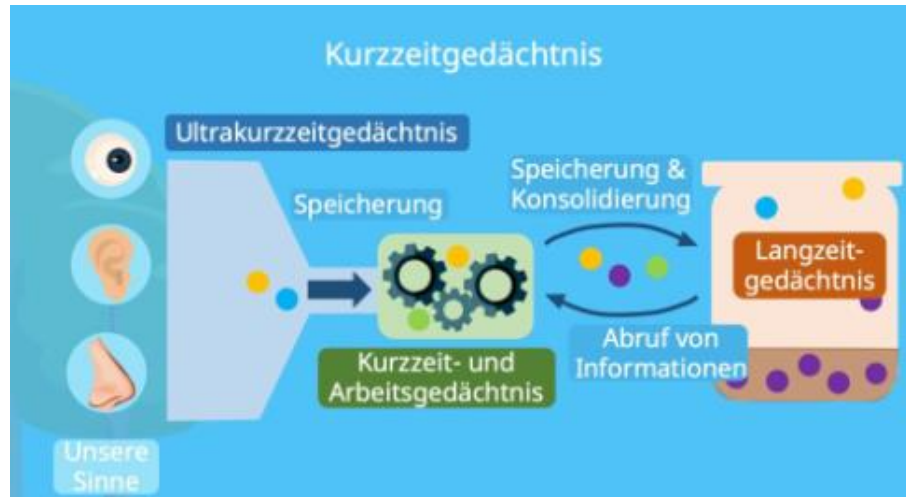 Kurzzeitgedächtnis
Ultrakurzzeitgedächtnis
Speicherung
Speicherung &
Konsolidierung
Langzeit-
gedächtnis
Kurzzeit- und
Arbeitsgedächtnis
Abruf von
Informationen
Unsere
Sinne